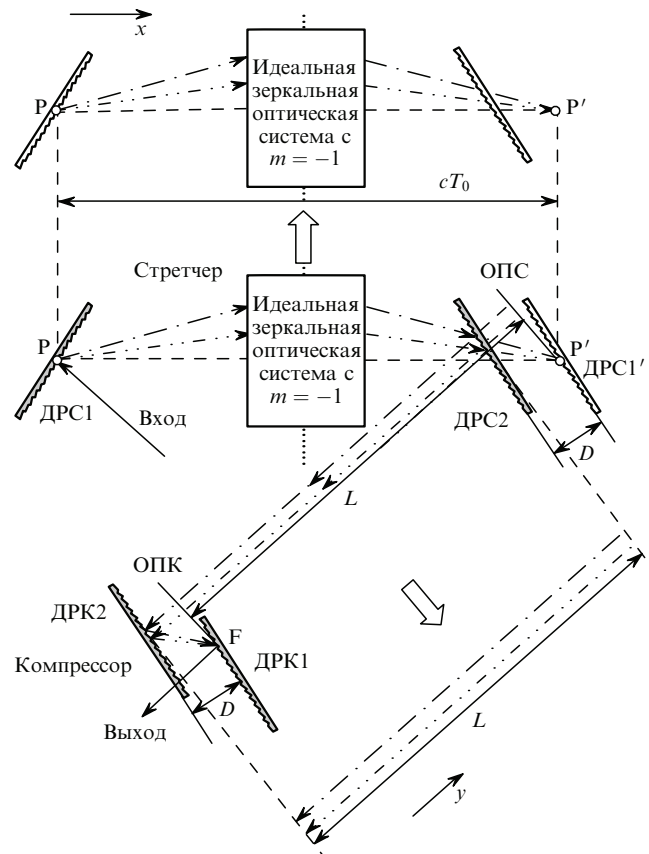 x
Идеальная
зеркальная
оптическая
система с
m = −1
P
P′
cT₀
Стретчер
ОПС
Идеальная
зеркальная
оптическая
система с
m = −1
P
P′
ДРС1
Вход
ДРС2
ДРС1′
D
L
ОПК
ДРК2
F
ДРК1
Компрессор
D
Выход
L
y